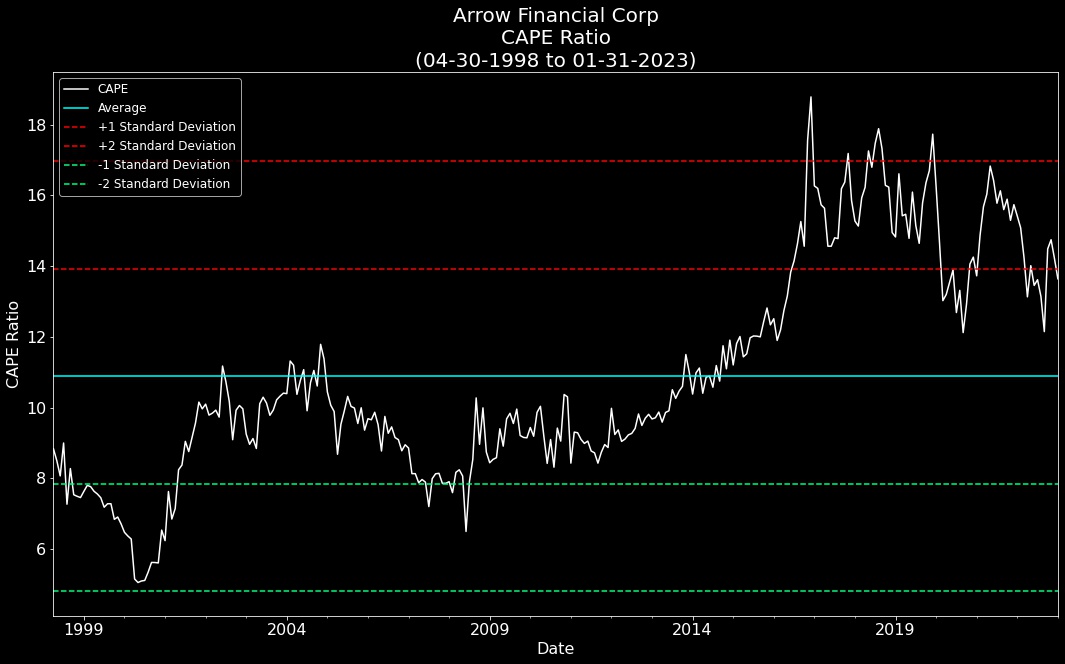 Arrow Financial Corp
CAPE Ratio
(04-30-1998 to 01-31-2023)
CAPE
Average
+1 Standard Deviation
+2 Standard Deviation
-1 Standard Deviation
-2 Standard Deviation
18
16
14
12
10
8
6
CAPE Ratio
1999
2004
2009
2014
2019
Date